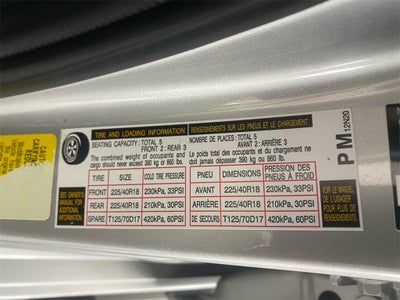 TIRE AND LOADING INFORMATION
RENSEIGNEMENTS SUR LES PNEUS ET LE CHARGEMENT
SEATING CAPACITY: TOTAL 5
FRONT 2: REAR 3
The combined weight of occupants and
cargo should never exceed 390 kg or 860 lbs.
NOMBRE DE PLACES: TOTAL 5
AVANT 2: ARRIÈRE 3
Le poids total des occupants et du chargement ne
doit jamais dépasser 390 kg ou 860 lb.
TIRE SIZE COLD TIRE PRESSURE
FRONT 225/40R18 230kPa, 33PSI
REAR 225/40R18 210kPa, 30PSI
SPARE T125/70D17 420kPa, 60PSI
PNEU DIMENSIONS PRESSION DES PNEUS À FROID
AVANT 225/40R18 230kPa, 33PSI
ARRIÈRE 225/40R18 210kPa, 30PSI
DE SECOURS T125/70D17 420kPa, 60PSI
SEE OWNER'S
MANUAL FOR
ADDITIONAL
INFORMATION.
VOIR LE MANUEL
DE L'USAGER
POUR PLUS DE
RENSEIGNEMENTS
PM 12N20